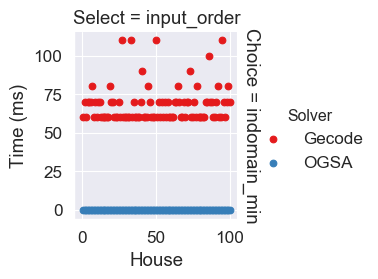 Select = input_order
Time (ms)
100
75
50
25
0
0
50
100
House
Choice = indomain_min
Solver
Gecode
OGSA